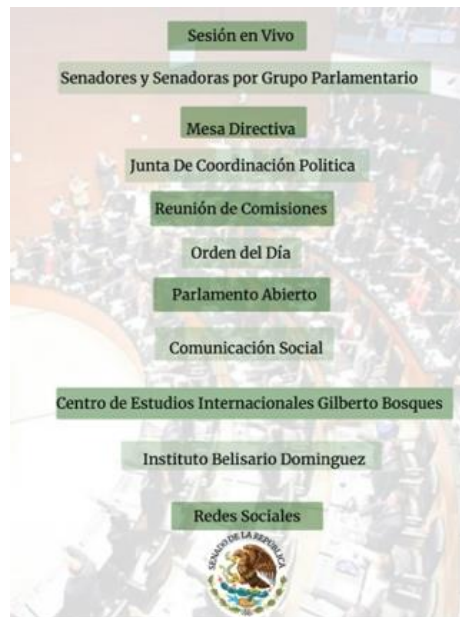 Sesión en Vivo
Senadores y Senadoras por Grupo Parlamentario
Mesa Directiva
Junta De Coordinación Politica
Reunión de Comisiones
Orden del Día
Parlamento Abierto
Comunicación Social
Centro de Estudios Internacionales Gilberto Bosques
Instituto Belisario Dominguez
Redes Sociales
SENADO DE LA REPÚBLICA